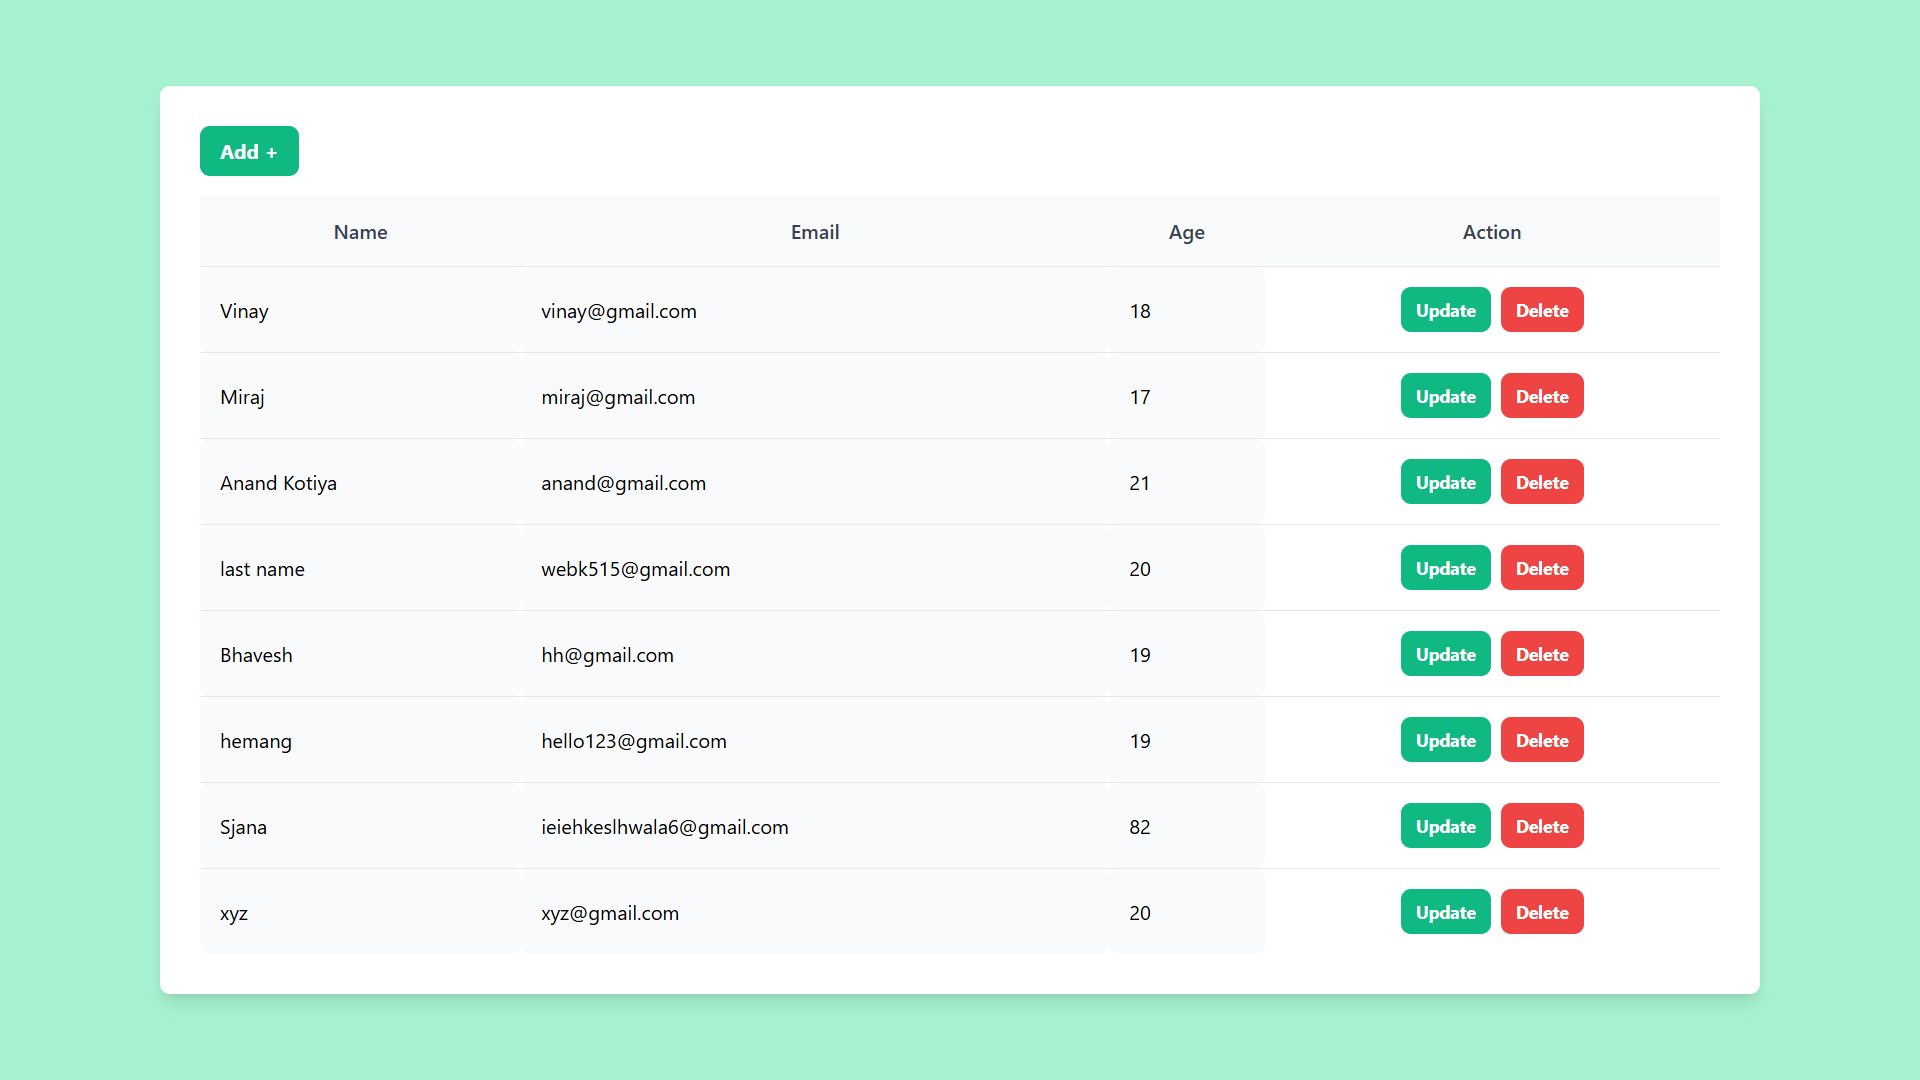 Add +
Name Email Age Action
Vinay vinay@gmail.com 18 Update Delete
Miraj miraj@gmail.com 17 Update Delete
Anand Kotiya anand@gmail.com 21 Update Delete
last name webk515@gmail.com 20 Update Delete
Bhavesh hh@gmail.com 19 Update Delete
hemang hello123@gmail.com 19 Update Delete
Sjana ieiehkeslhwala6@gmail.com 82 Update Delete
xyz xyz@gmail.com 20 Update Delete